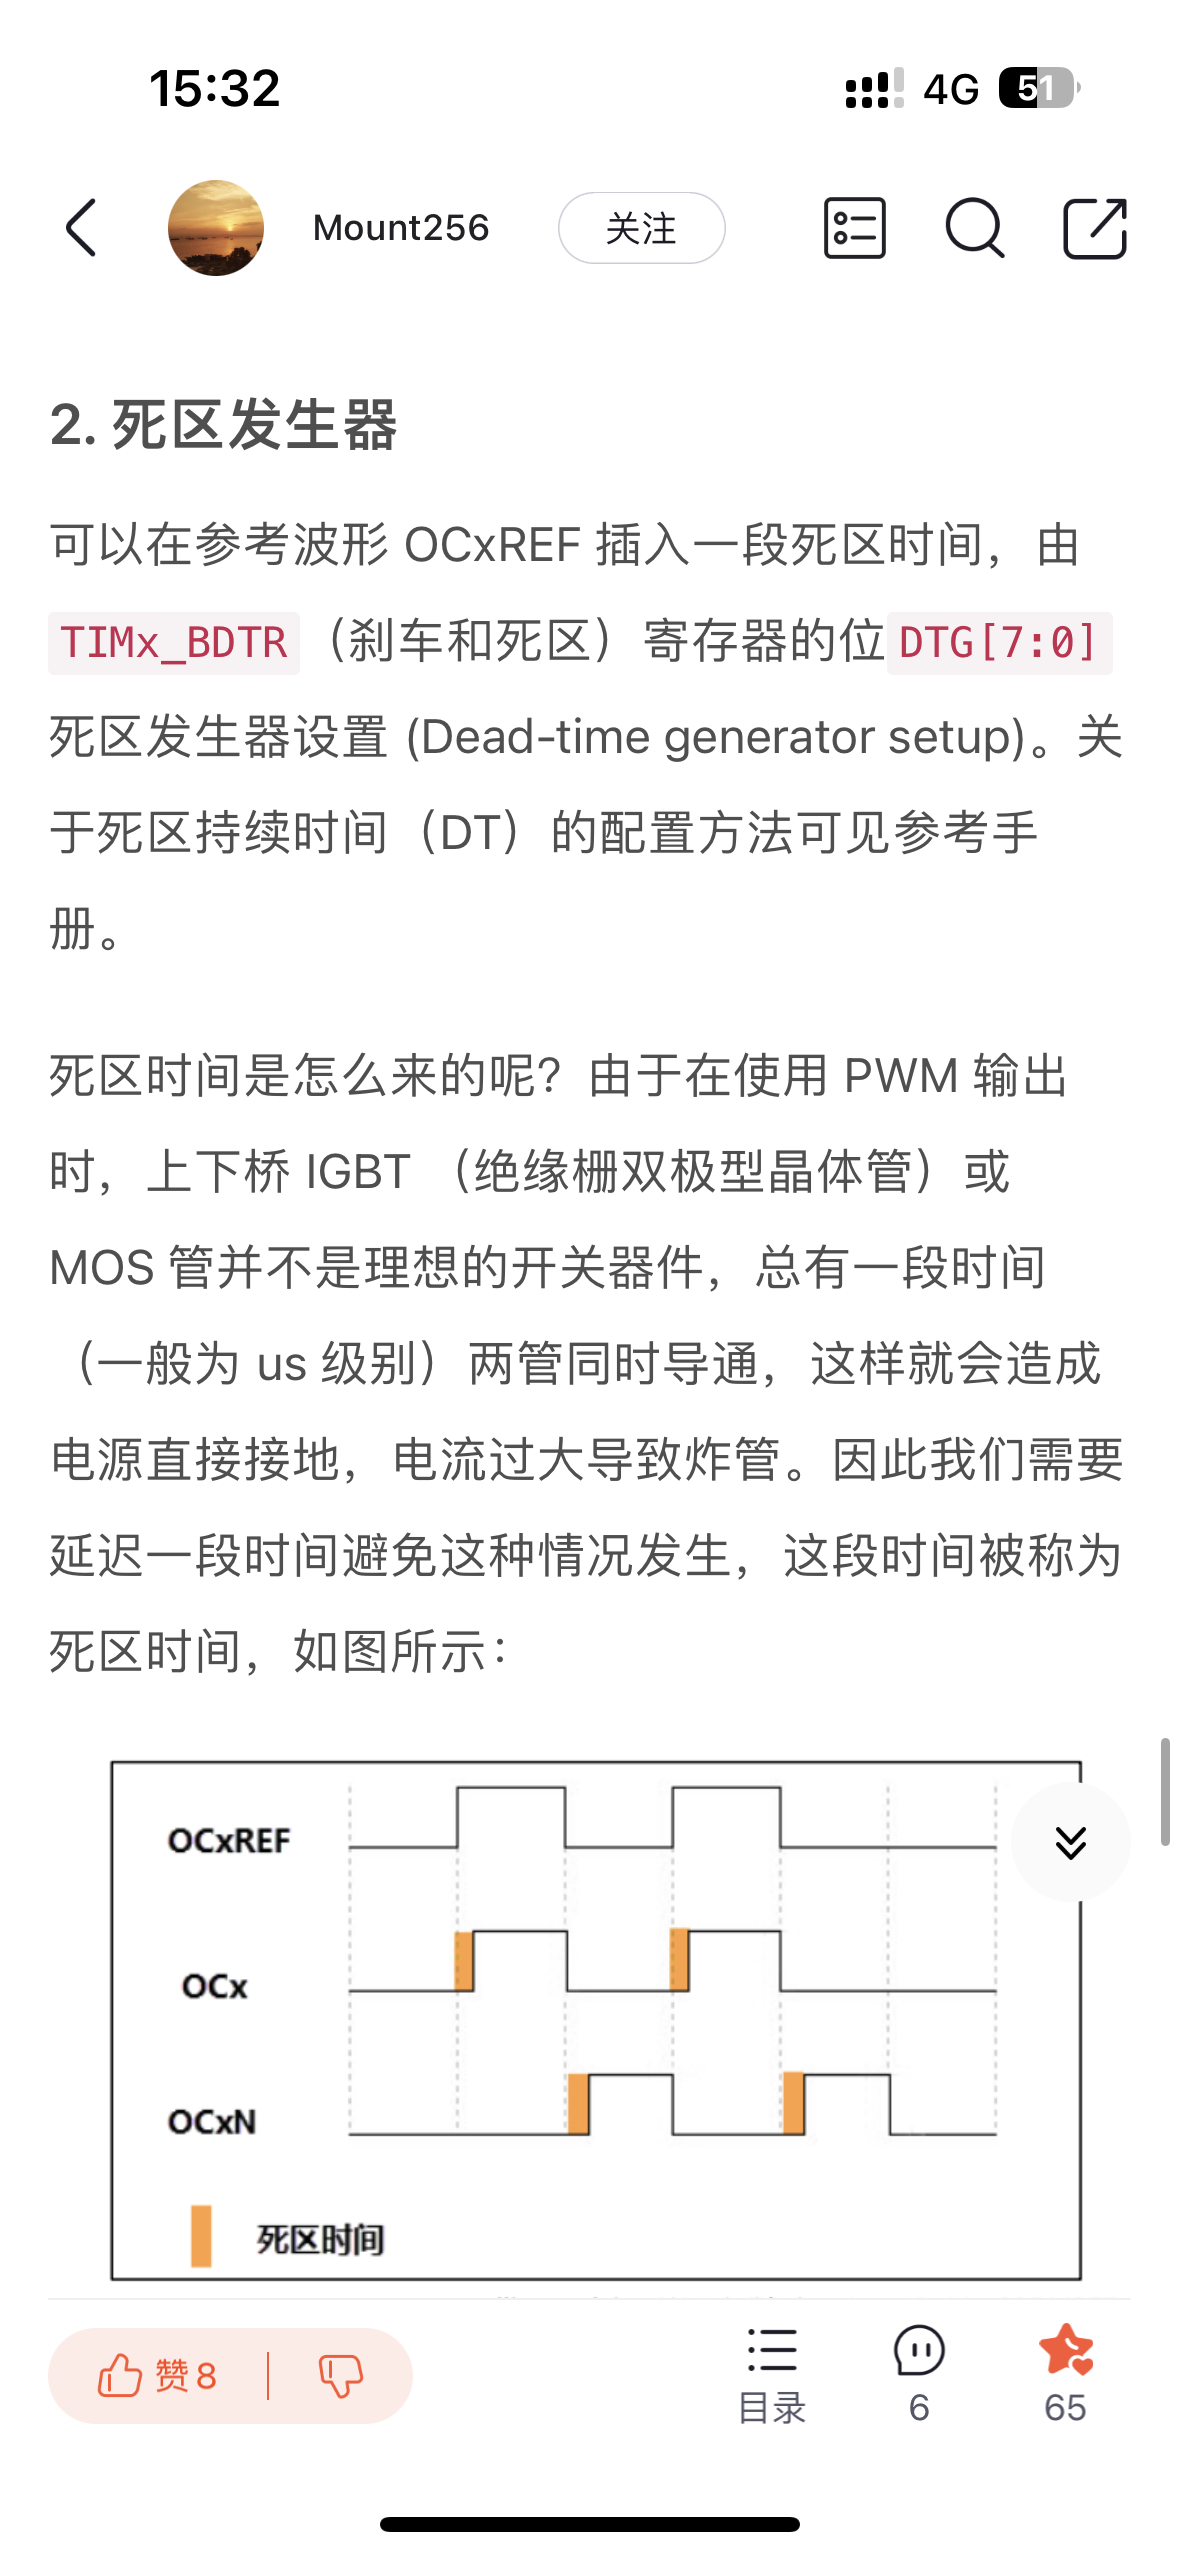 15:32
4G
51
Mount256
关注
2. 死区发生器
可以在参考波形 OCxREF 插入一段死区时间，由
TIMx_BDTR（刹车和死区）寄存器的位 DTG[7:0]
死区发生器设置 (Dead-time generator setup)。关
于死区持续时间（DT）的配置方法可见参考手
册。
死区时间是怎么来的呢？由于在使用 PWM 输出
时，上下桥 IGBT （绝缘栅双极型晶体管）或
MOS 管并不是理想的开关器件，总有一段时间
（一般为 us 级别）两管同时导通，这样就会造成
电源直接接地，电流过大导致炸管。因此我们需要
延迟一段时间避免这种情况发生，这段时间被称为
死区时间，如图所示：
OCxREF
OCx
OCxN
死区时间
赞8
目录
6
65